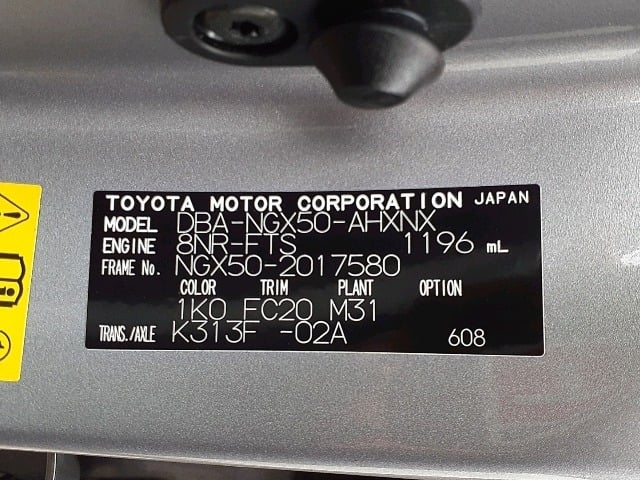 TOYOTA MOTOR CORPORATION JAPAN
MODEL DBA-NGX50-AHXNX
ENGINE 8NR-FTS 1196 mL
FRAME No. NGX50-2017580
COLOR TRIM PLANT OPTION
1K0 FC20 M31
TRANS./AXLE K313F -02A 608